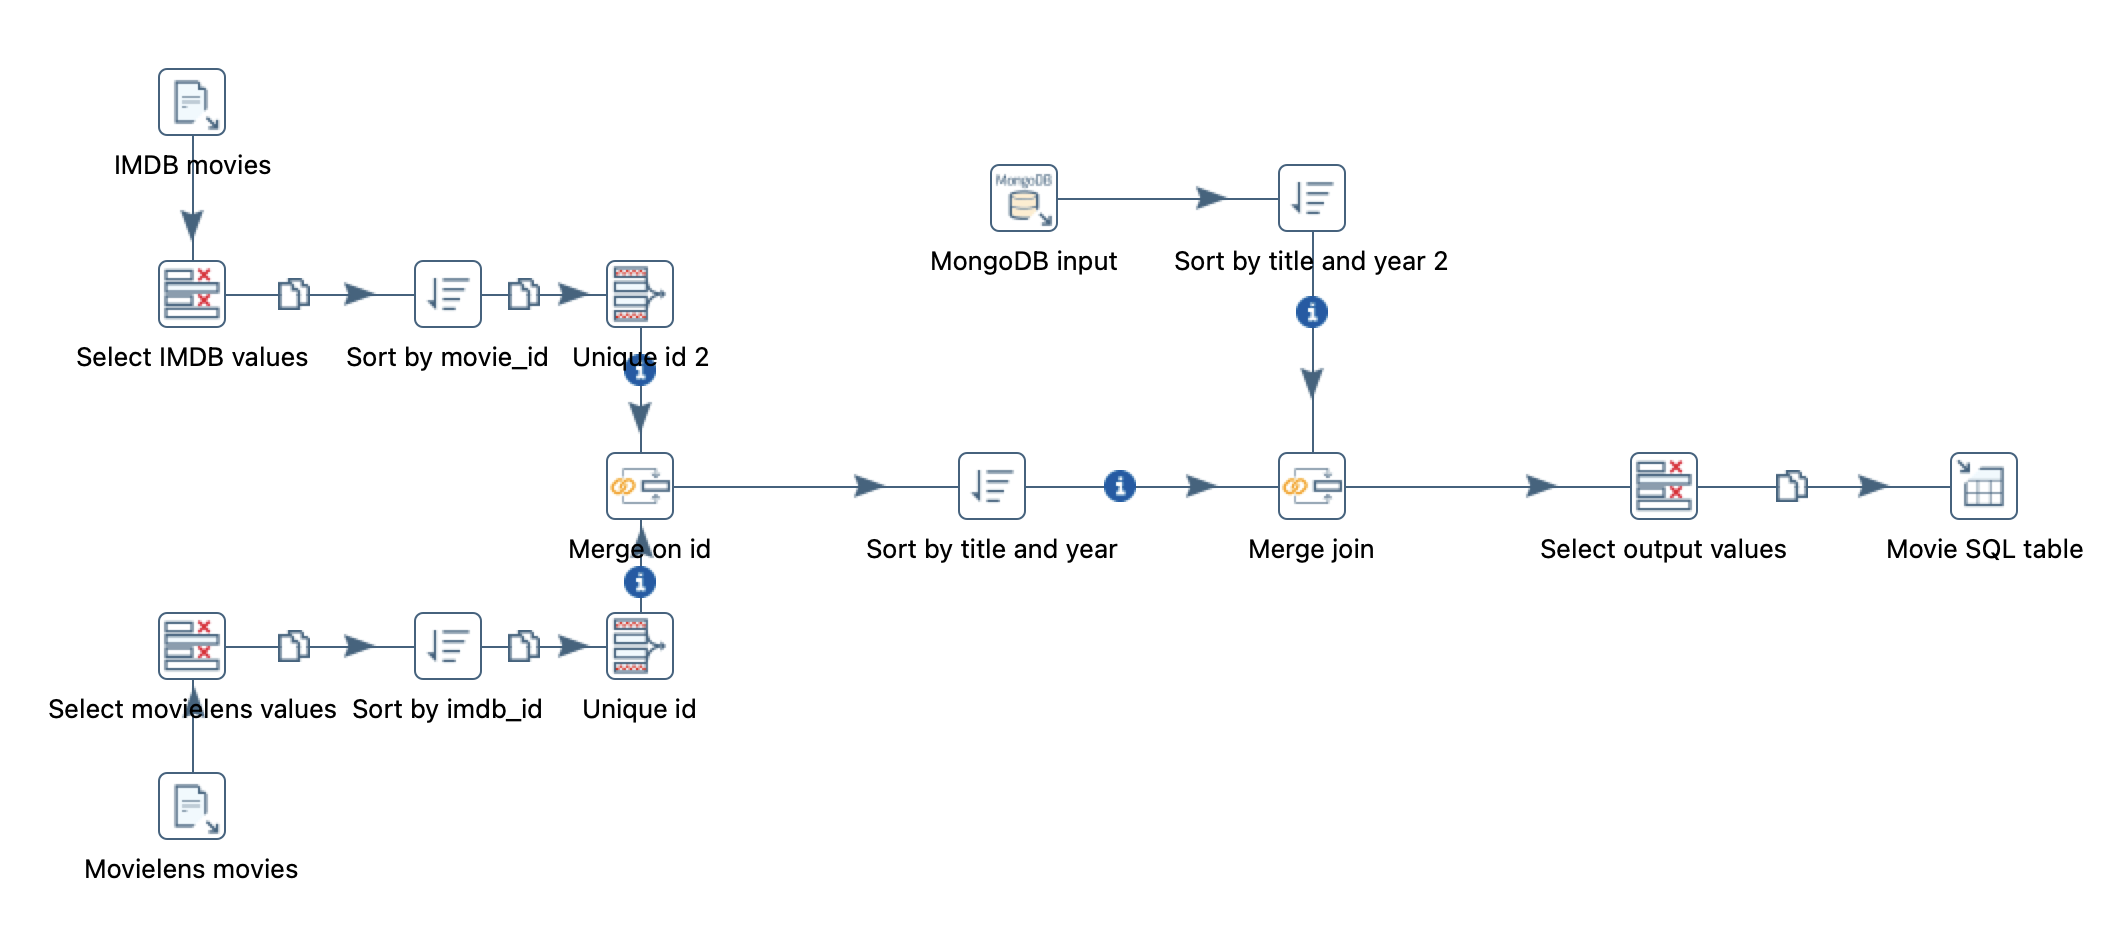 IMDB movies
MongoDB
MongoDB input
Sort by title and year 2
Select IMDB values
Sort by movie_id
Unique id 2
Merge on id
Sort by title and year
Merge join
Select output values
Movie SQL table
Select movielens values
Sort by imdb_id
Unique id
Movielens movies